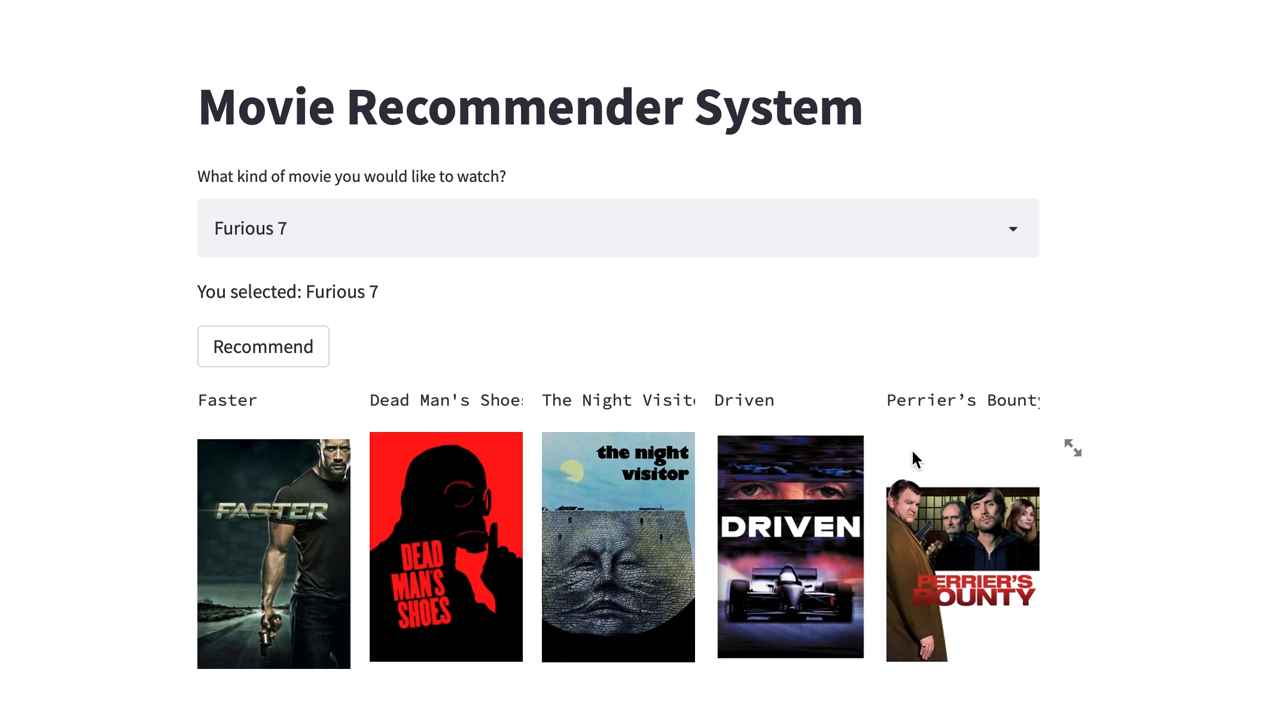 Movie Recommender System
What kind of movie you would like to watch?
Furious 7
You selected: Furious 7
Recommend
Faster
Dead Man's Shoe
The Night Visit
Driven
Perrier’s Bounty
FASTER
DEAD
MAN'S
SHOES
the night
visitor
DRIVEN
PERRIER'S
BOUNTY